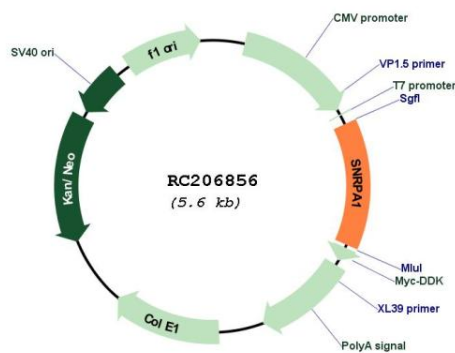 CMV promoter
VP1.5 primer
T7 promoter
SgfI
SNRPA1
MluI
Myc-DDK
XL39 primer
PolyA signal
Col E1
Kan/ Neo
SV40 ori
f1 ori
RC206856
(5.6 kb)